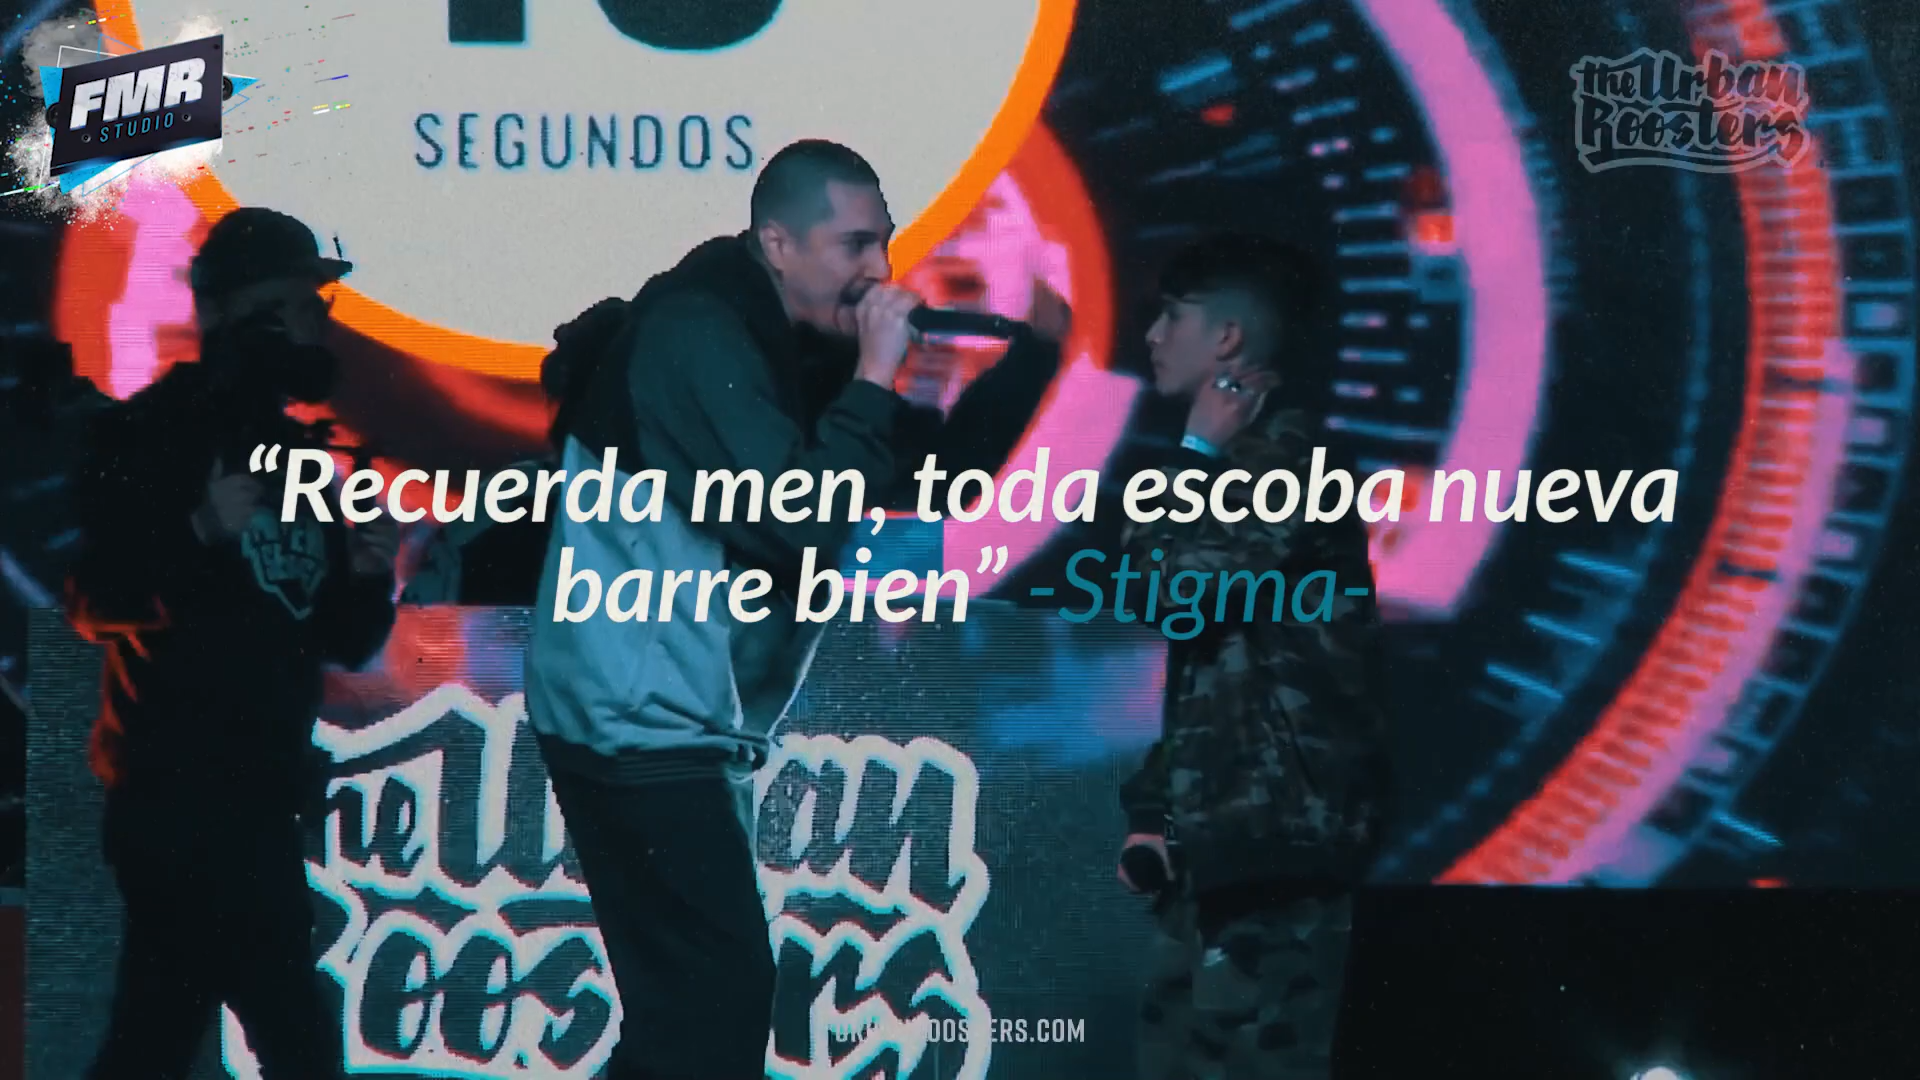 FMR
STUDIO
SEGUNDOS
the Urban
Roosters
“Recuerda men, toda escoba nueva
barre bien” -Stigma-